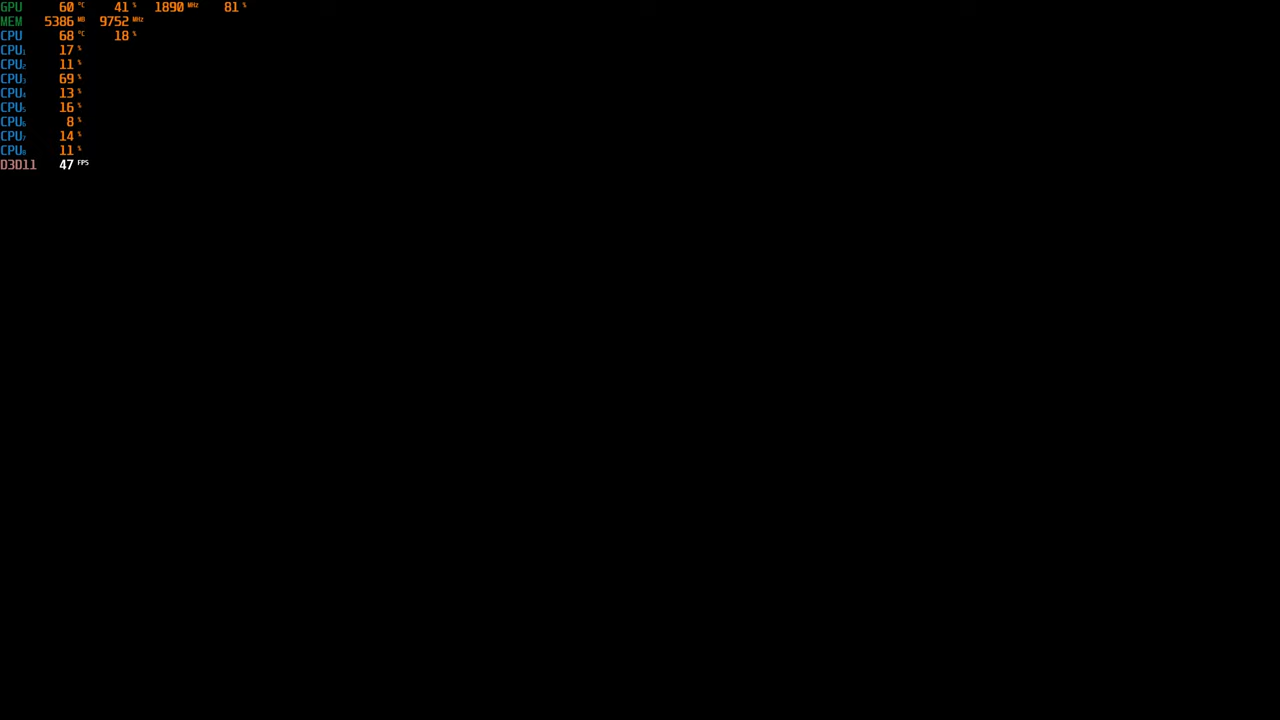 GPU 60 °C 41 % 1890 MHz 81 %
MEM 5386 MB 9752 MHz
CPU 68 °C 18 %
CPU₁ 17 %
CPU₂ 11 %
CPU₃ 69 %
CPU₄ 13 %
CPU₅ 16 %
CPU₆ 8 %
CPU₇ 14 %
CPU₈ 11 %
D3D11 47 FPS